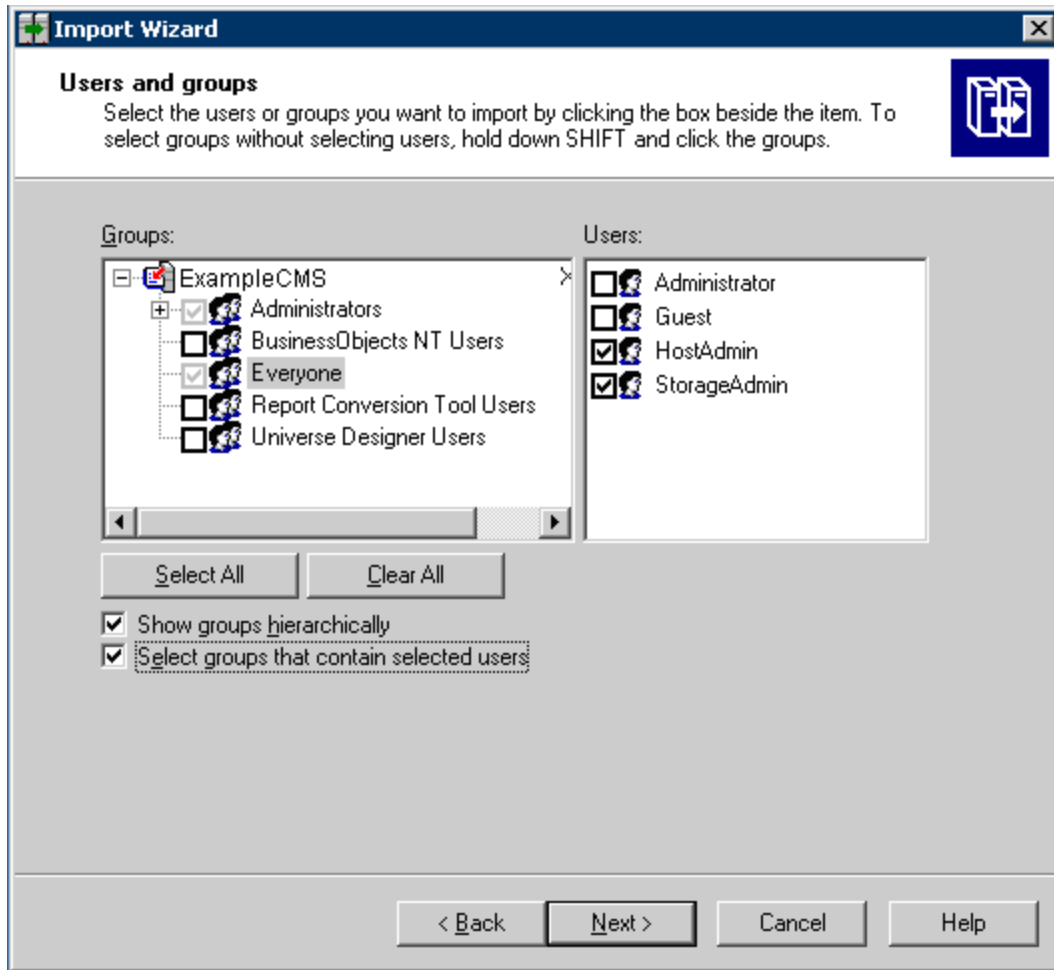 Import Wizard
Users and groups
Select the users or groups you want to import by clicking the box beside the item. To
select groups without selecting users, hold down SHIFT and click the groups.
Groups:
ExampleCMS
Administrators
BusinessObjects NT Users
Everyone
Report Conversion Tool Users
Universe Designer Users
Users:
Administrator
Guest
HostAdmin
StorageAdmin
Select All
Clear All
Show groups hierarchically
Select groups that contain selected users
< Back
Next >
Cancel
Help